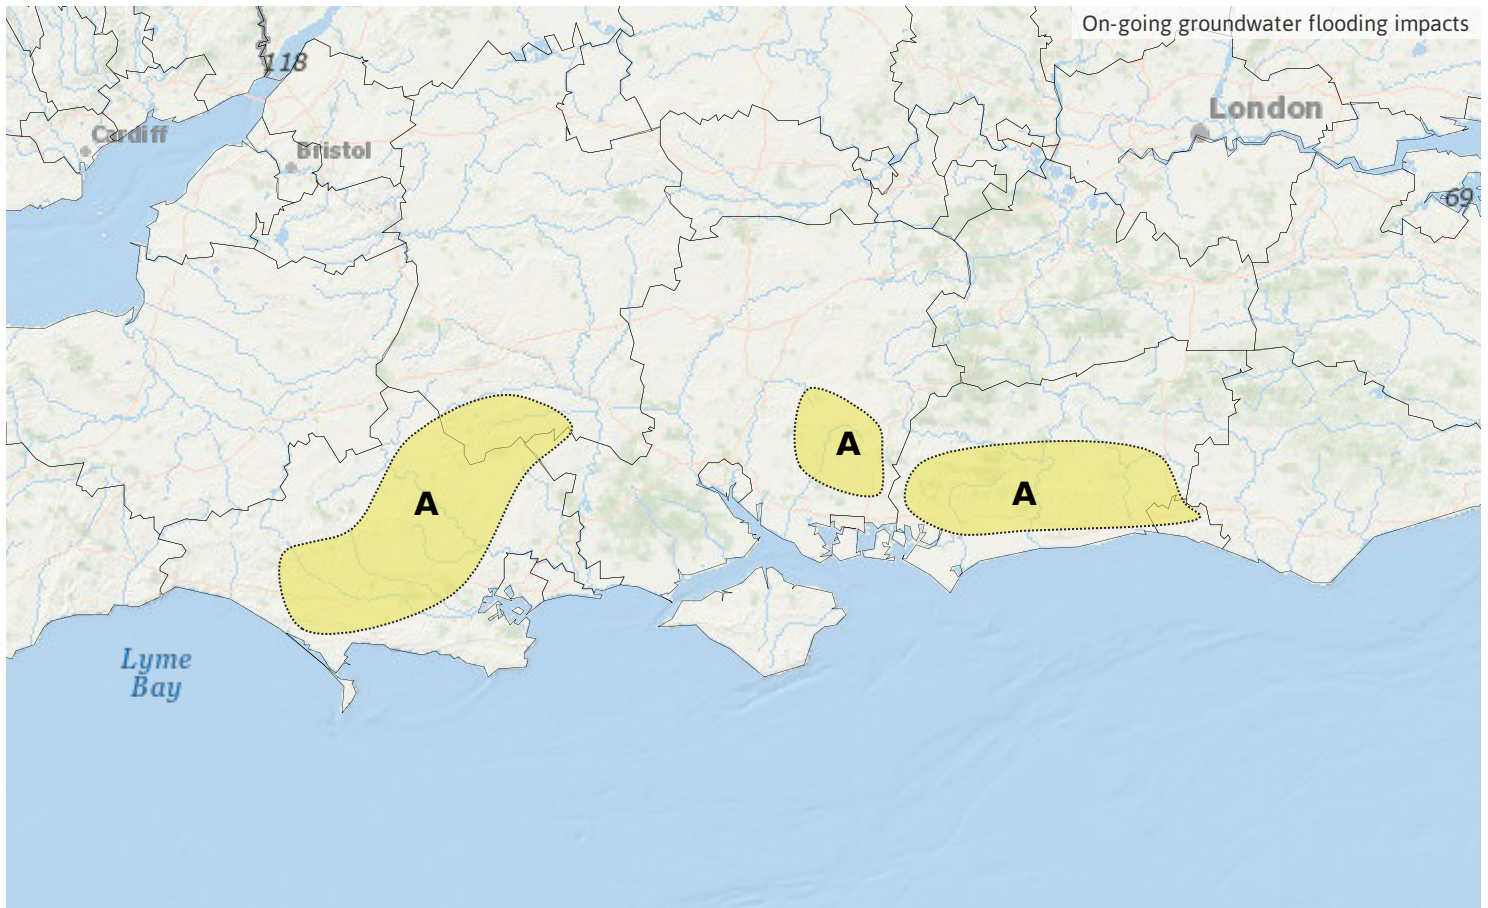 On-going groundwater flooding impacts
118
London
Cardiff
Bristol
69
A
A
A
Lyme
Bay